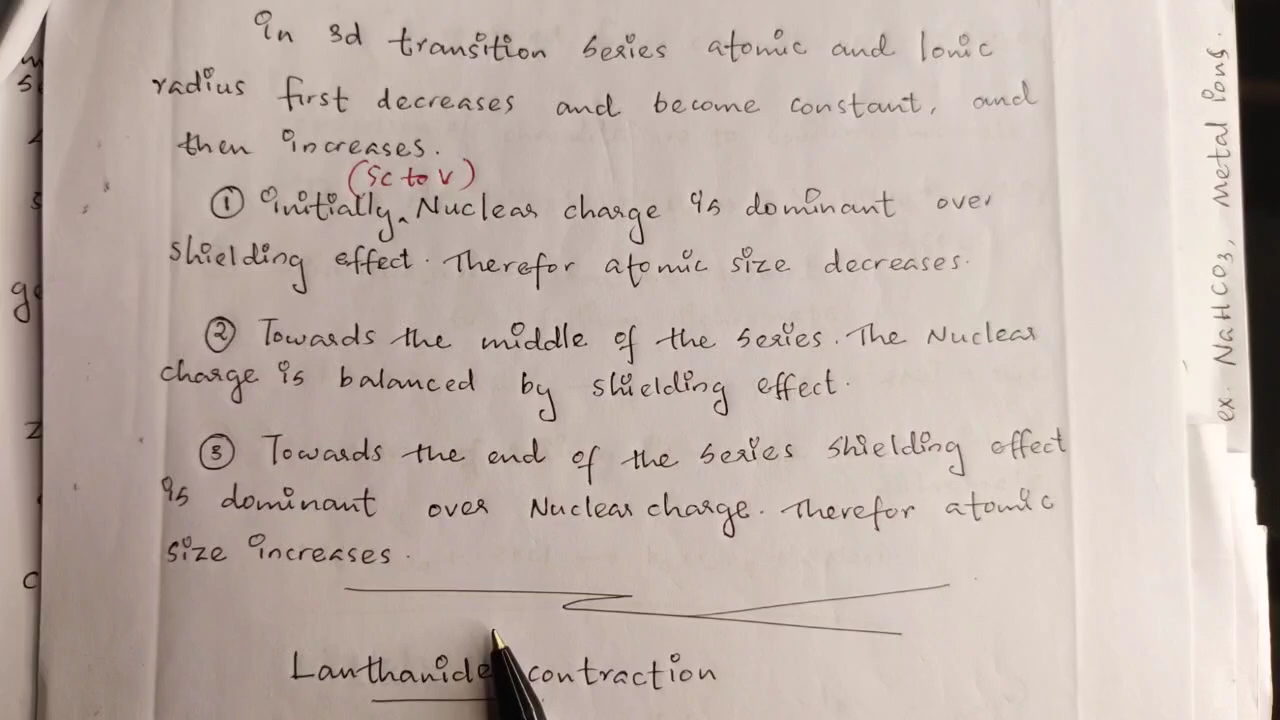 In 3d transition series atomic and Ionic
radius first decreases and become constant, and
then increases.
(Sc to V)
① initially, Nuclear charge is dominant over
shielding effect. Therefor atomic size decreases.
② Towards the middle of the series. The Nuclear
charge is balanced by shielding effect.
③ Towards the end of the series shielding effect
is dominant over Nuclear charge. Therefor atomic
size increases.
Lanthanide contraction
ex. NaHCO3, Metal